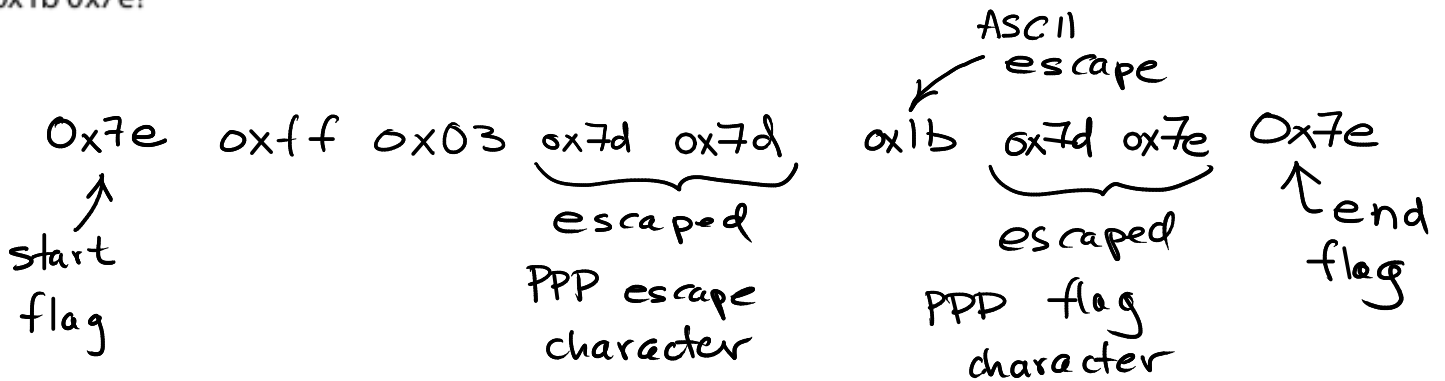 0x1b 0x7e?
ASCII
escape
0x7e 0xff 0x03 0x7d 0x7d 0x1b 0x7d 0x7e 0x7e
start
flag
escaped
PPP escape
character
escaped
PPP flag
character
end
flag